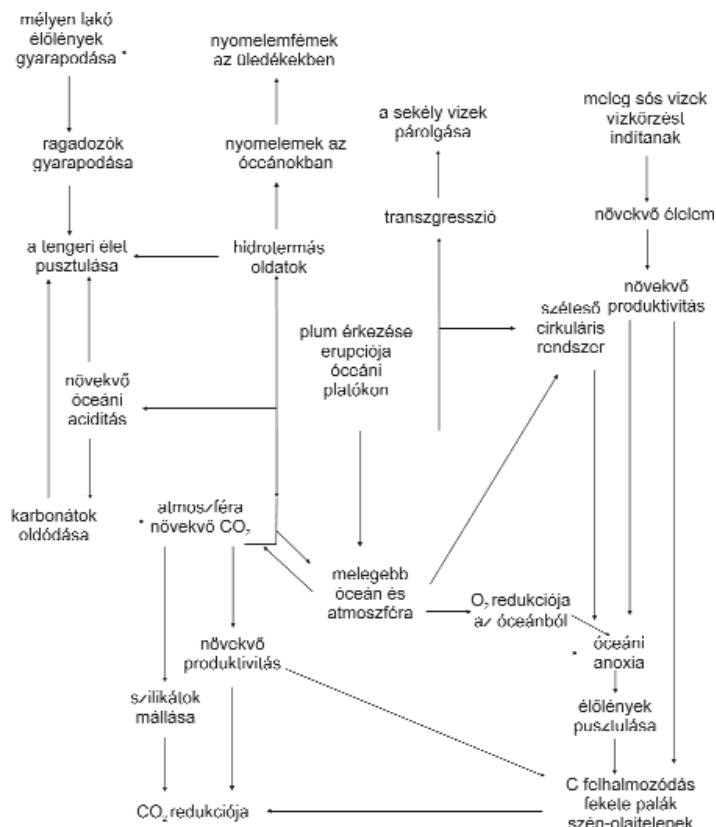 mélyen lakó
élőlények
gyarapodása *
nyomelemfémek
az üledékekben
a sekély vizek
párolgása
meleg sós vizek
vízkörzést
indítanak
ragadozók
gyarapodása
nyomelemek az
óceánokban
transzgresszió
növekvő élelem
a tengeri élet
pusztulása
hidrotermás
oldatok
növekvő
produktivitás
széteső
cirkuláris
rendszer
plum érkezése
erupciója
óceáni
platókon
növekvő
óceáni
aciditás
karbonátok
oldódása
atmoszféra
* növekvő CO₂
melegebb
óceán és
atmoszféra
O₂ redukciója
az óceánból
növekvő
produktivitás
óceáni
* anoxia
szilikátok
mállása
élőlények
pusztulása
CO₂ redukciója
C felhalmozódás
fekete palák
szén-olajtelepek